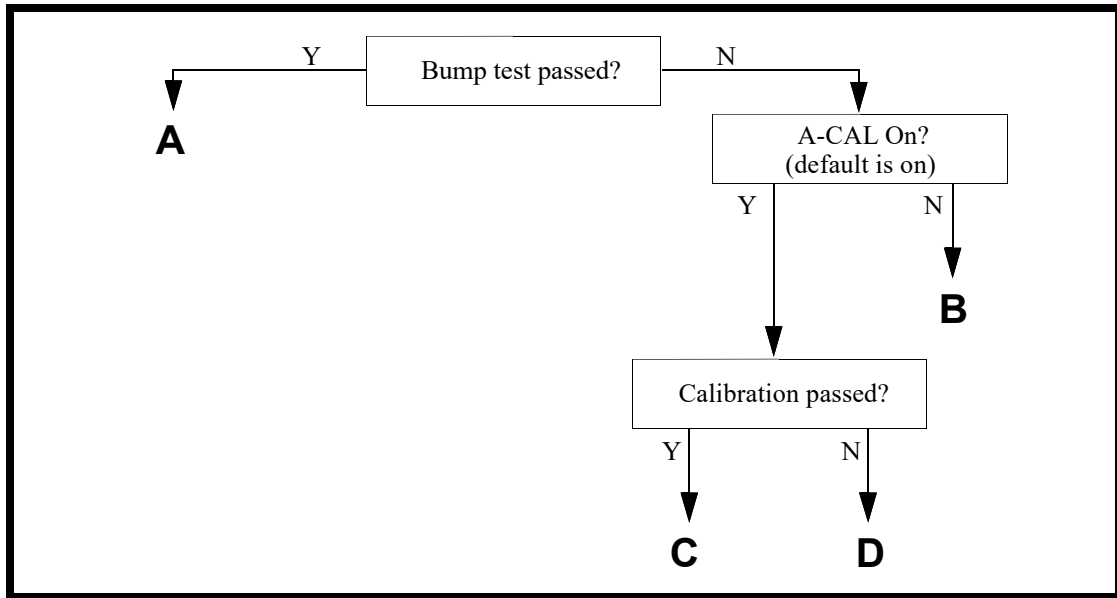 Y
Bump test passed?
N
A
A-CAL On?
(default is on)
Y
N
B
Calibration passed?
Y
N
C
D